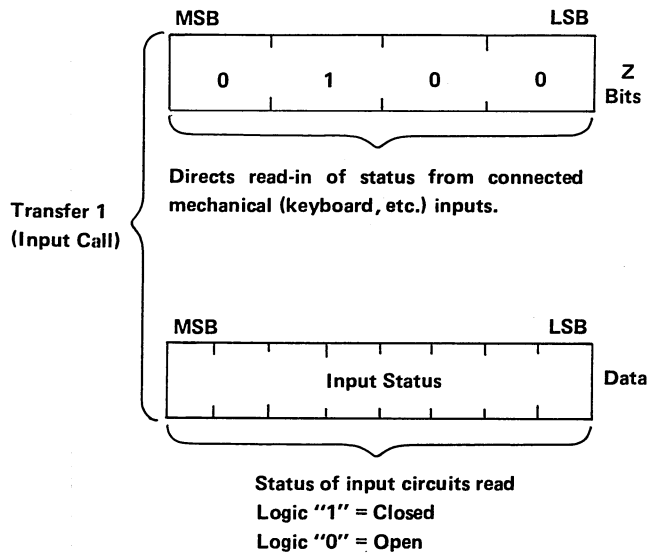 MSB LSB
0 1 0 0
Z
Bits
Directs read-in of status from connected
mechanical (keyboard, etc.) inputs.
Transfer 1
(Input Call)
MSB LSB
Input Status
Data
Status of input circuits read
Logic “1” = Closed
Logic “0” = Open